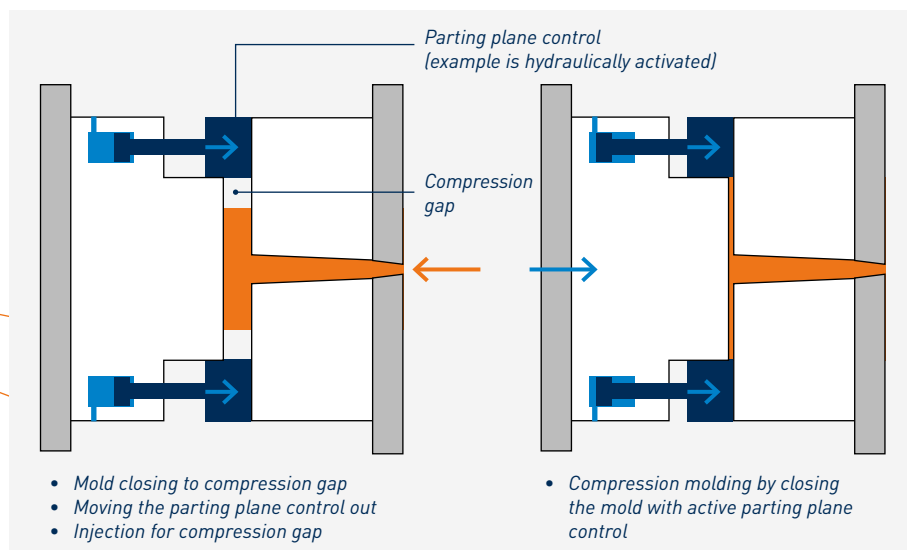 Parting plane control
(example is hydraulically activated)
Compression
gap
• Mold closing to compression gap
• Moving the parting plane control out
• Injection for compression gap
• Compression molding by closing
the mold with active parting plane
control